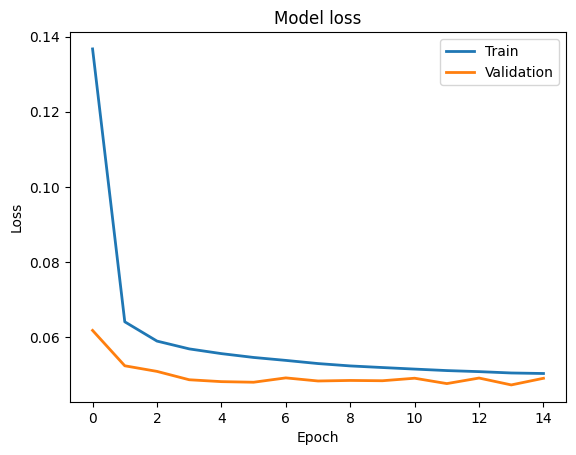 Model loss
0.14
0.12
0.10
0.08
0.06
Loss
Train
Validation
0 2 4 6 8 10 12 14
Epoch